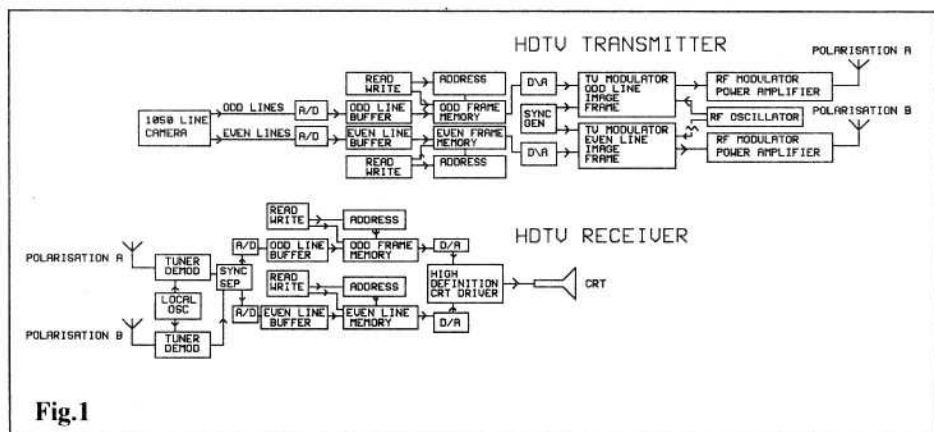 HDTV TRANSMITTER
POLARISATION A
POLARISATION B
1050 LINE
CAMERA
ODD LINES
EVEN LINES
A/D
A/D
READ
WRITE
ADDRESS
ODD LINE
BUFFER
ODD FRAME
MEMORY
EVEN LINE
BUFFER
EVEN FRAME
MEMORY
READ
WRITE
ADDRESS
D\A
SYNC
GEN
D\A
TV MODULATOR
ODD LINE
IMAGE
FRAME
TV MODULATOR
EVEN LINE
IMAGE
FRAME
RF MODULATOR
POWER AMPLIFIER
RF OSCILLATOR
RF MODULATOR
POWER AMPLIFIER
HDTV RECEIVER
POLARISATION A
POLARISATION B
TUNER
DEMOD
LOCAL
OSC
TUNER
DEMOD
SYNC
SEP
A/D
A/D
READ
WRITE
ADDRESS
ODD LINE
BUFFER
ODD FRAME
MEMORY
READ
WRITE
ADDRESS
EVEN LINE
BUFFER
EVEN LINE
MEMORY
D/A
D/A
HIGH
DEFINITION
CRT DRIVER
CRT
Fig.1